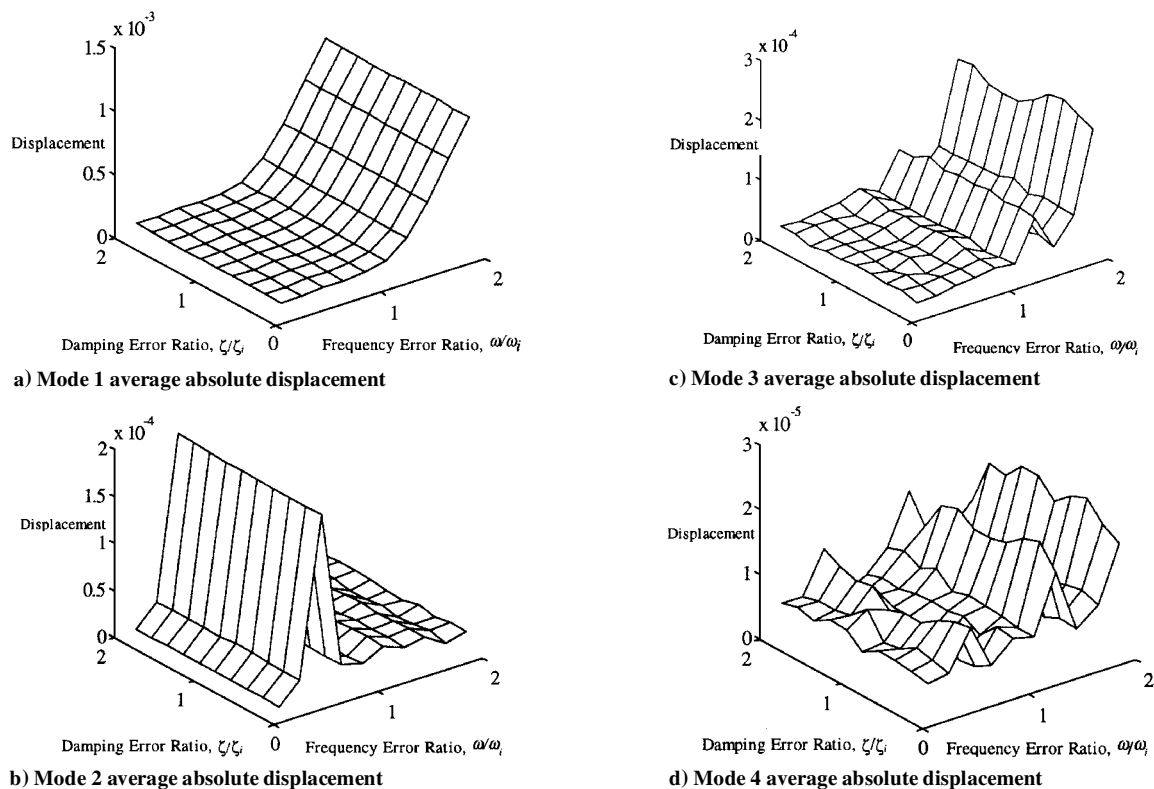 x 10⁻³
1.5
1
Displacement
0.5
0
2
1
0
1
2
Damping Error Ratio, ζ/ζᵢ
Frequency Error Ratio, ω/ωᵢ
a) Mode 1 average absolute displacement
x 10⁻⁴
2
1.5
Displacement
1
0.5
0
2
1
0
1
2
Damping Error Ratio, ζ/ζᵢ
Frequency Error Ratio, ω/ωᵢ
b) Mode 2 average absolute displacement
x 10⁻⁴
3
2
Displacement
1
0
2
1
0
1
2
Damping Error Ratio, ζ/ζᵢ
Frequency Error Ratio, ω/ωᵢ
c) Mode 3 average absolute displacement
x 10⁻⁵
3
2
Displacement
1
0
2
1
0
1
2
Damping Error Ratio, ζ/ζᵢ
Frequency Error Ratio, ω/ωᵢ
d) Mode 4 average absolute displacement